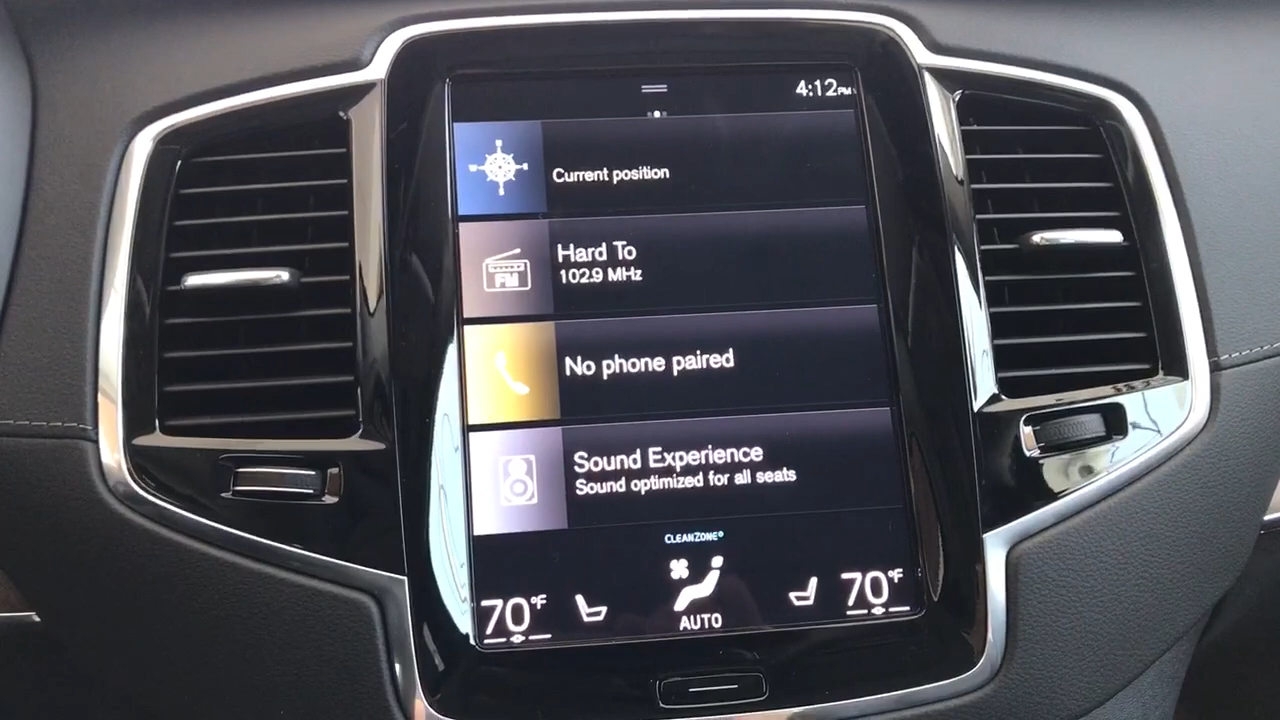 4:12PM
Current position
Hard To
102.9 MHz
FM
No phone paired
Sound Experience
Sound optimized for all seats
CLEANZONE®
70°F
70°F
AUTO